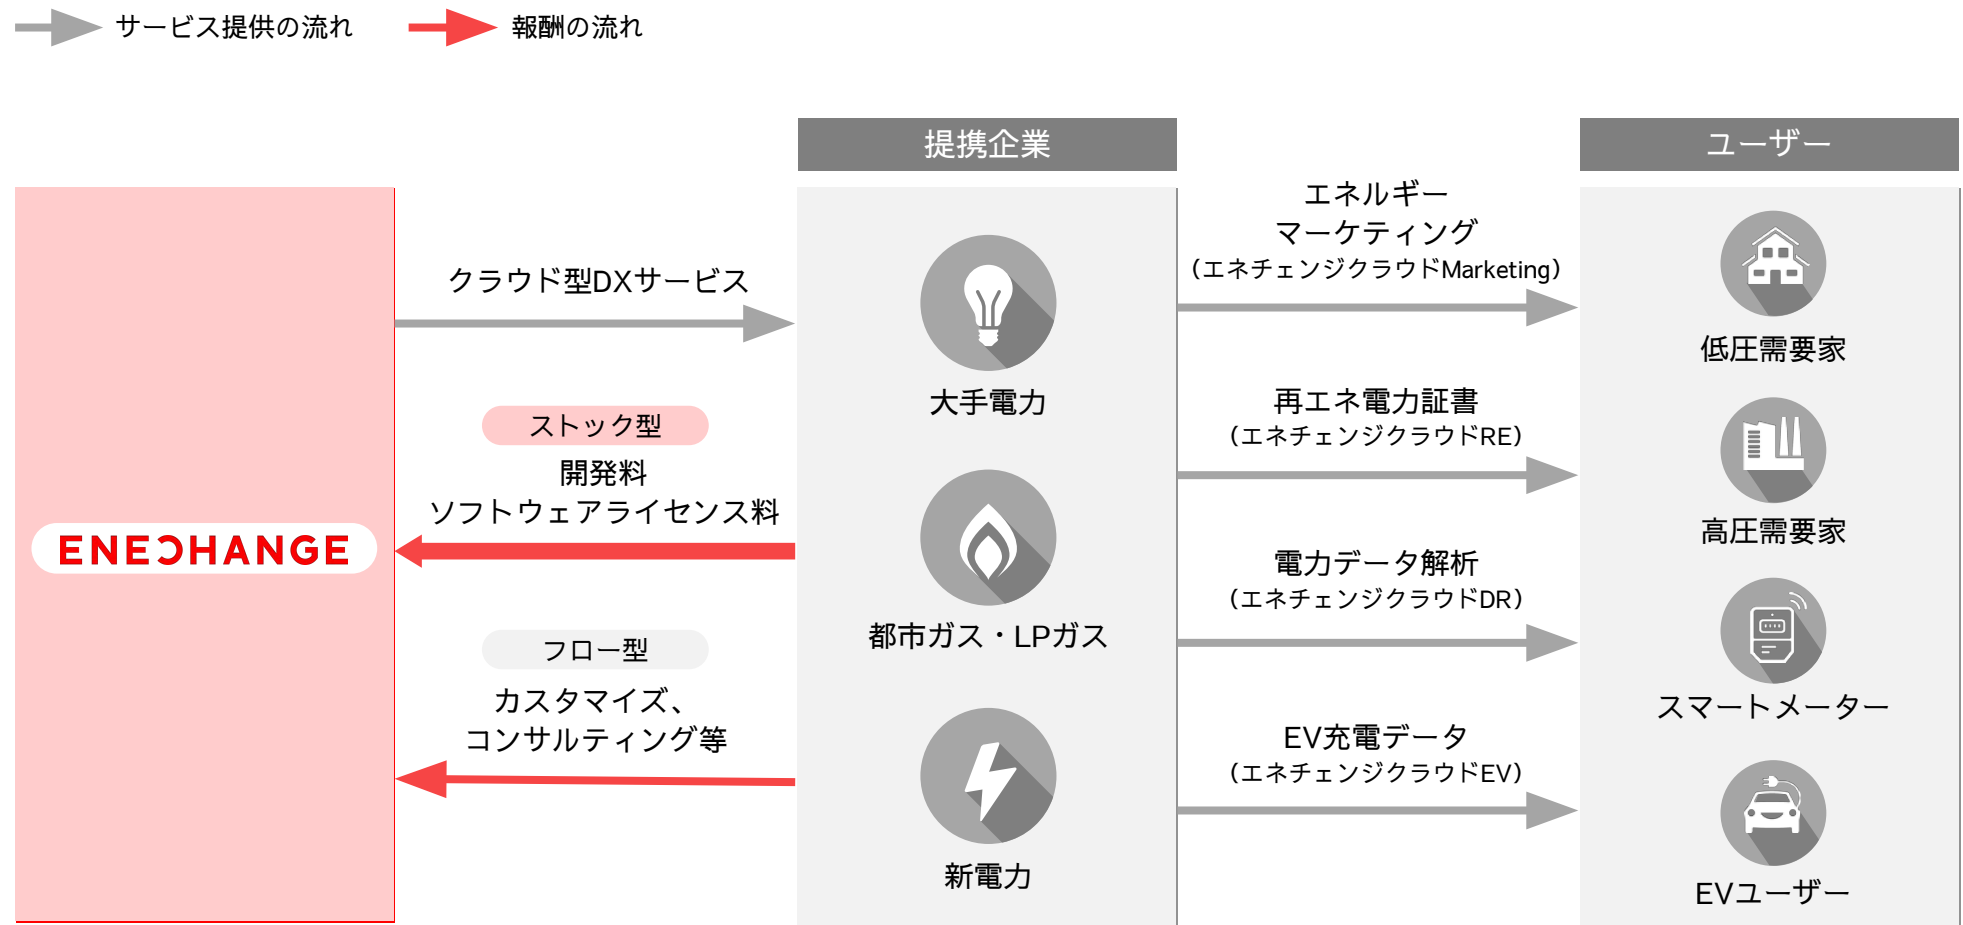 サービス提供の流れ
報酬の流れ
ENECHANGE
クラウド型DXサービス
ストック型
開発料
ソフトウェアライセンス料
フロー型
カスタマイズ、
コンサルティング等
提携企業
大手電力
都市ガス・LPガス
新電力
エネルギー
マーケティング
（エネチェンジクラウドMarketing）
再エネ電力証書
（エネチェンジクラウドRE）
電力データ解析
（エネチェンジクラウドDR）
EV充電データ
（エネチェンジクラウドEV）
ユーザー
低圧需要家
高圧需要家
スマートメーター
EVユーザー